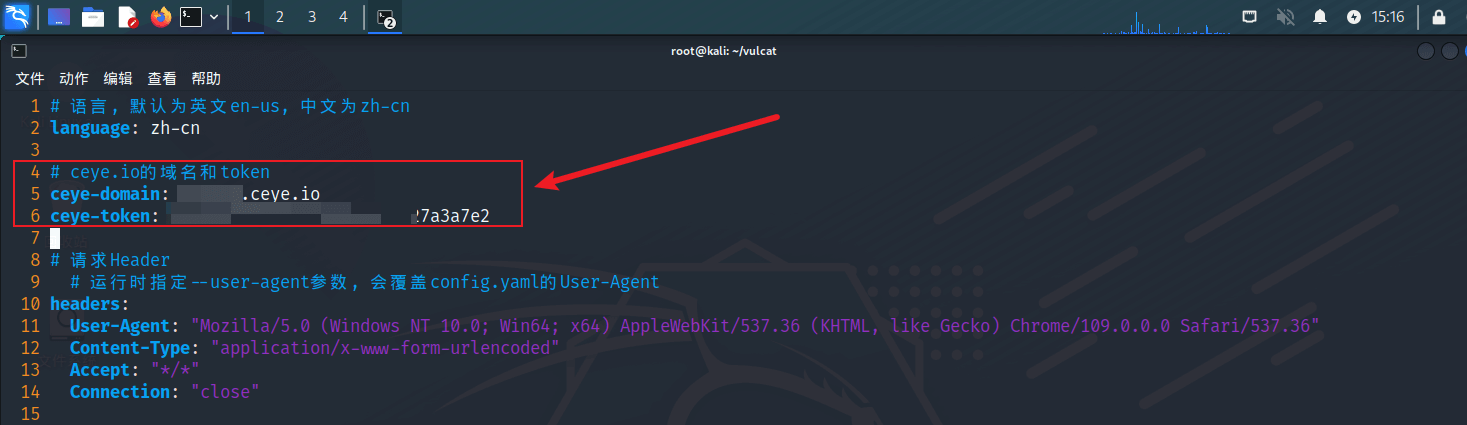 1 2 3 4 2 15:16
root@kali: ~/vulcat
文件 动作 编辑 查看 帮助
1 # 语言，默认为英文en-us，中文为zh-cn
2 language: zh-cn
3
4 # ceye.io的域名和token
5 ceye-domain: .ceye.io
6 ceye-token: 7a3a7e2
7
8 # 请求Header
9 # 运行时指定--user-agent参数，会覆盖config.yaml的User-Agent
10 headers:
11 User-Agent: "Mozilla/5.0 (Windows NT 10.0; Win64; x64) AppleWebKit/537.36 (KHTML, like Gecko) Chrome/109.0.0.0 Safari/537.36"
12 Content-Type: "application/x-www-form-urlencoded"
13 Accept: "*/*"
14 Connection: "close"
15